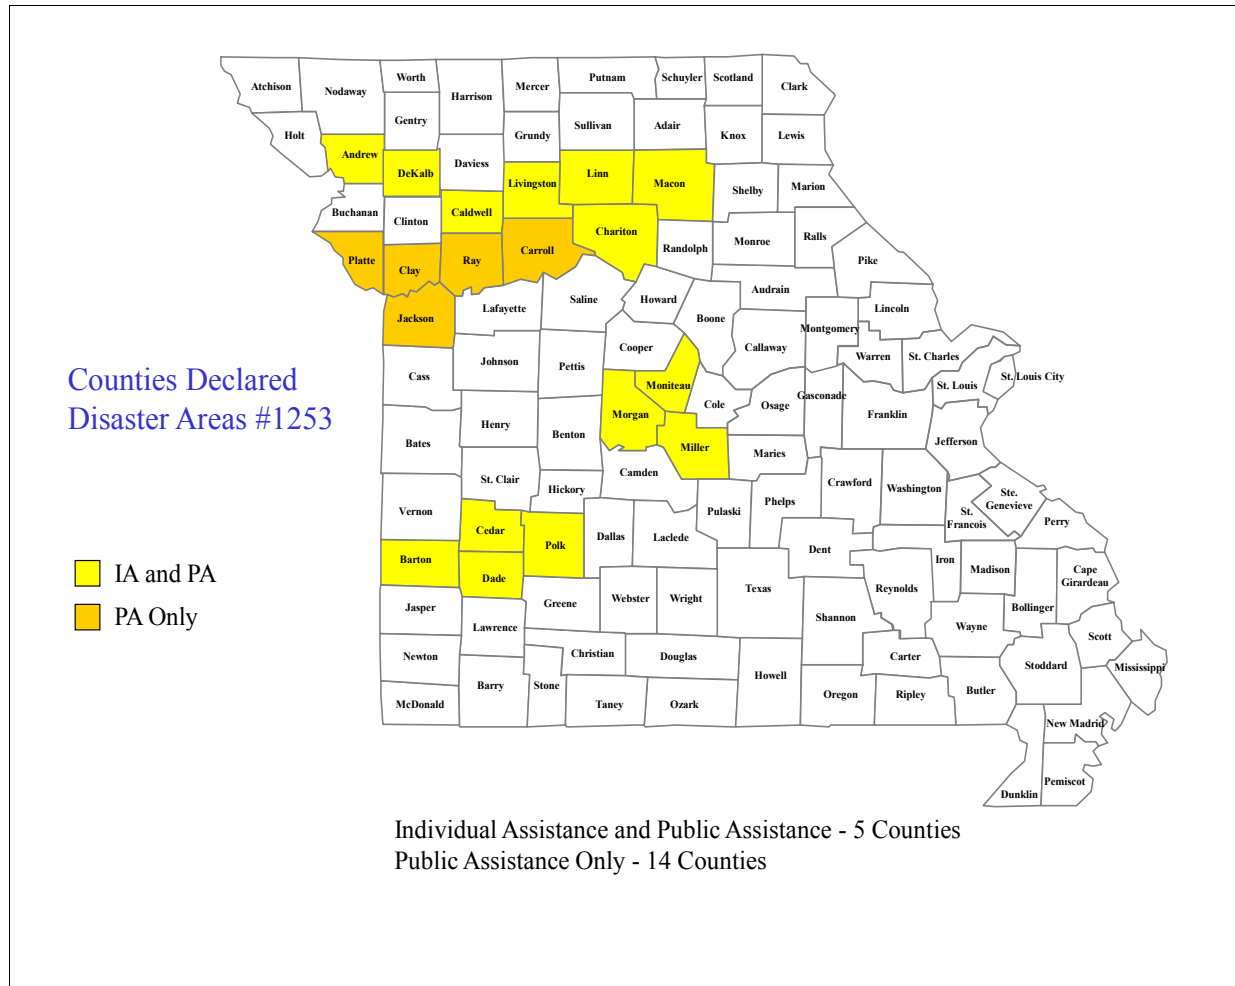 Atchison
Nodaway
Worth
Harrison
Mercer
Putnam
Schuyler
Scotland
Clark
Holt
Gentry
Grundy
Sullivan
Adair
Knox
Lewis
Andrew
DeKalb
Daviess
Livingston
Linn
Macon
Shelby
Marion
Buchanan
Clinton
Caldwell
Chariton
Randolph
Monroe
Ralls
Pike
Platte
Clay
Ray
Carroll
Audrain
Jackson
Lafayette
Saline
Howard
Boone
Callaway
Montgomery
Lincoln
Warren
St. Charles
St. Louis
St. Louis City
Cass
Johnson
Pettis
Cooper
Moniteau
Cole
Osage
Gasconade
Franklin
Jefferson
Counties Declared
Disaster Areas #1253
Bates
Henry
Benton
Morgan
Miller
Maries
St. Clair
Hickory
Camden
Pulaski
Phelps
Crawford
Washington
St.
Francois
Ste.
Genevieve
Perry
Vernon
Cedar
Polk
Dallas
Laclede
Dent
Iron
Madison
Cape
Girardeau
Barton
Dade
IA and PA
PA Only
Jasper
Greene
Webster
Wright
Texas
Shannon
Reynolds
Bollinger
Wayne
Scott
Mississippi
Lawrence
Newton
Christian
Douglas
Howell
Carter
Stoddard
McDonald
Barry
Stone
Taney
Ozark
Oregon
Ripley
Butler
New Madrid
Pemiscot
Dunklin
Individual Assistance and Public Assistance - 5 Counties
Public Assistance Only - 14 Counties